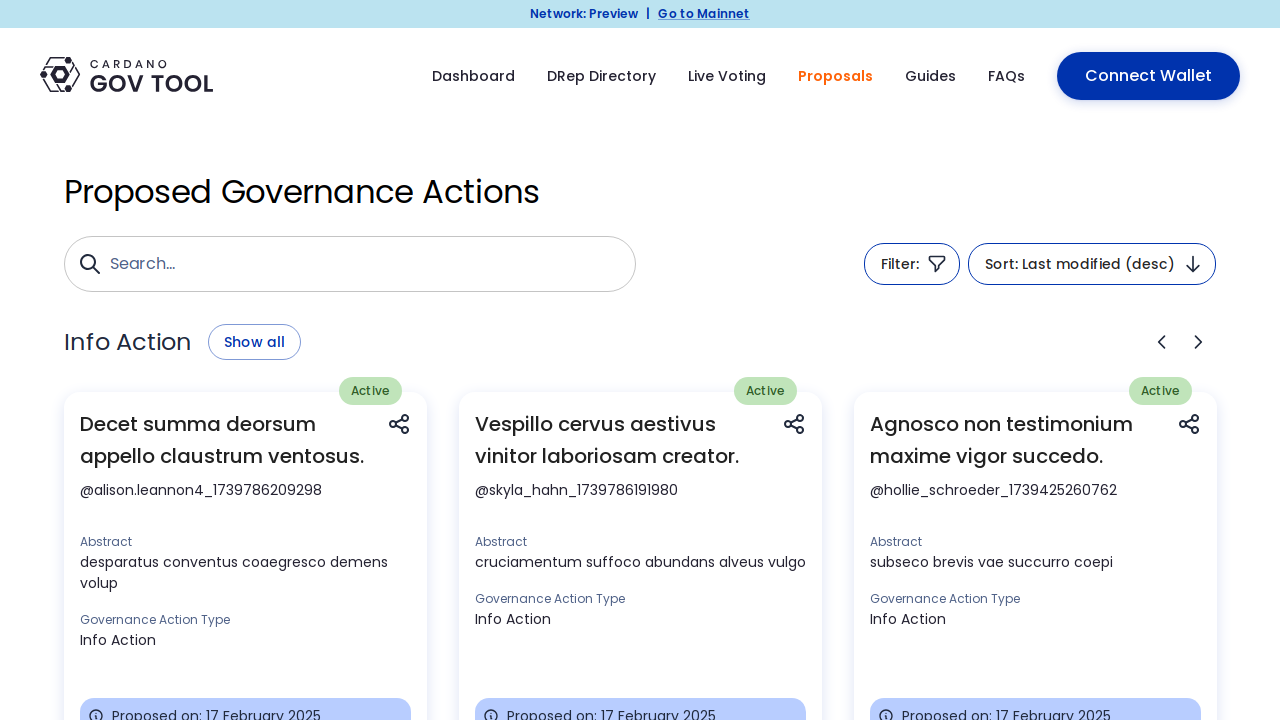 Network: Preview | Go to Mainnet
CARDANO
GOV TOOL
Dashboard DRep Directory Live Voting Proposals Guides FAQs Connect Wallet
Proposed Governance Actions
Search...
Filter: Sort: Last modified (desc)
Info Action Show all
Active
Decet summa deorsum
appello claustrum ventosus.
@alison.leannon4_1739786209298
Abstract
desparatus conventus coaegresco demens
volup
Governance Action Type
Info Action
Proposed on: 17 February 2025
Active
Vespillo cervus aestivus
vinitor laboriosam creator.
@skyla_hahn_1739786191980
Abstract
cruciamentum suffoco abundans alveus vulgo
Governance Action Type
Info Action
Proposed on: 17 February 2025
Active
Agnosco non testimonium
maxime vigor succedo.
@hollie_schroeder_1739425260762
Abstract
subseco brevis vae succurro coepi
Governance Action Type
Info Action
Proposed on: 17 February 2025